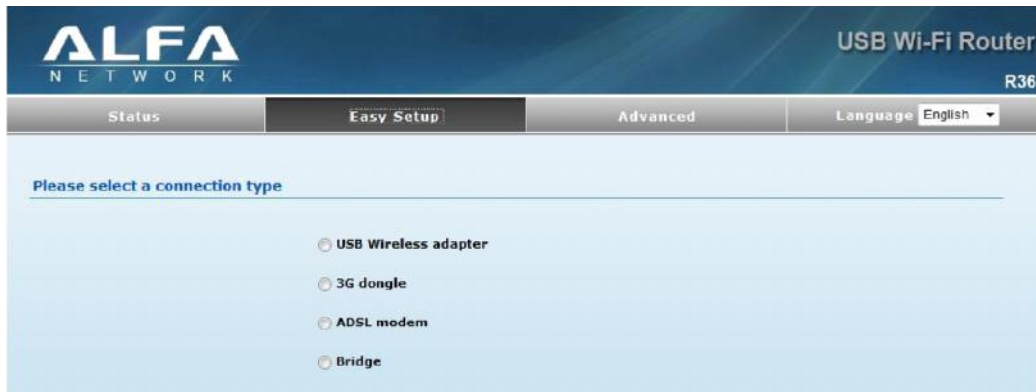 ALFA
NETWORK
USB Wi-Fi Router
R36
Status
Easy Setup
Advanced
Language English
Please select a connection type
USB Wireless adapter
3G dongle
ADSL modem
Bridge